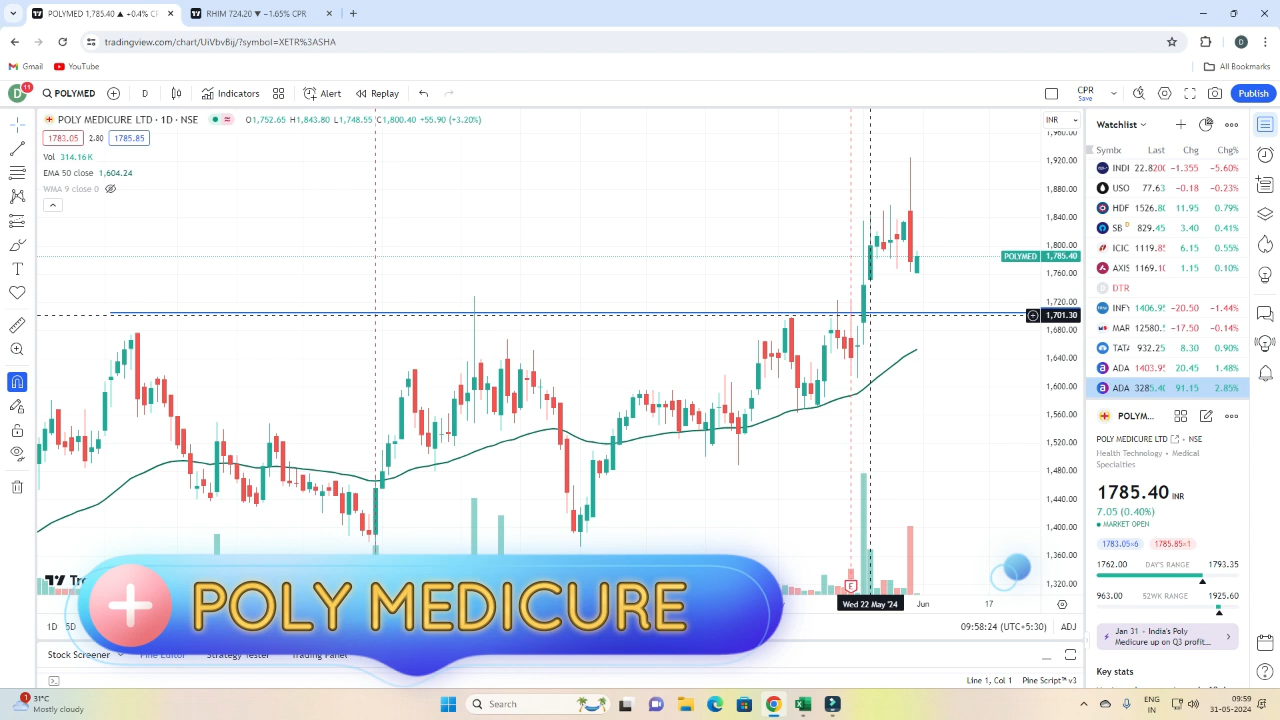 POLYMED 1,785.40 ▲ +0.4% CPR
RHIM 724.20 ▼ −1.65% CPR
tradingview.com/chart/UiVbvBij/?symbol=XETR%3ASHA
D
Gmail
YouTube
All Bookmarks
D
11
POLYMED
D
Indicators
Alert
Replay
CPR
Save
Publish
POLY MEDICURE LTD · 1D · NSE
O1,752.65 H1,843.80 L1,748.55 C1,800.40 +55.90 (+3.20%)
1783.05
2.80
1785.85
Vol 314.16K
EMA 50 close 1,604.24
WMA 9 close 0
INR
1,960.00
1,920.00
1,880.00
1,840.00
1,800.00
POLYMED 1,785.40
1,760.00
1,720.00
1,701.30
1,680.00
1,640.00
1,600.00
1,560.00
1,520.00
1,480.00
1,440.00
1,400.00
1,360.00
1,320.00
E
Wed 22 May '24
Jun
17
POLY MEDICURE
1D 5D
09:58:24 (UTC+5:30)
ADJ
Stock Screener
Pine Editor
Strategy Tester
Trading Panel
Line 1, Col 1
Pine Script™ v3
Watchlist
Symbc Last Chg Chg%
INDI 22.8200 −1.355 −5.60%
USO 77.63 −0.18 −0.23%
HDF 1526.80 11.95 0.79%
SB D 829.45 3.40 0.41%
ICIC 1119.85 6.15 0.55%
AXIS 1169.10 1.15 0.10%
D DTR
INFY 1406.95 −20.50 −1.44%
MAR 12580.5 −17.50 −0.14%
TATA 932.25 8.30 0.90%
ADA 1403.95 20.45 1.48%
ADA 3285.40 91.15 2.85%
POLYM...
POLY MEDICURE LTD · NSE
Health Technology • Medical
Specialties
1785.40 INR
7.05 (0.40%)
MARKET OPEN
1783.05×6
1785.85×1
1762.00 DAY'S RANGE 1793.35
963.00 52WK RANGE 1925.60
Jan 31 · India's Poly
Medicure up on Q3 profit...
Key stats
1
31°C
Mostly cloudy
Search
ENG
IN
09:59
31-05-2024